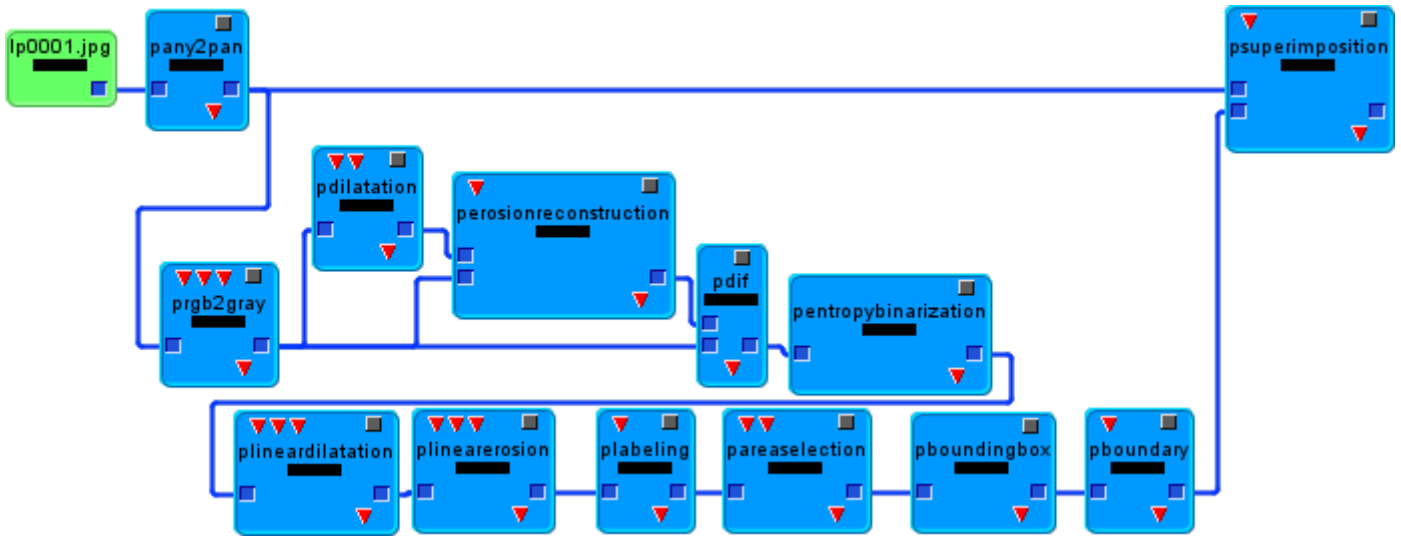 lp0001.jpg
pany2pan
psuperimposition
pdilatation
perosionreconstruction
prgb2gray
pdif
pentropybinarization
plineardilatation
plinearerosion
plabeling
pareaselection
pboundingbox
pboundary